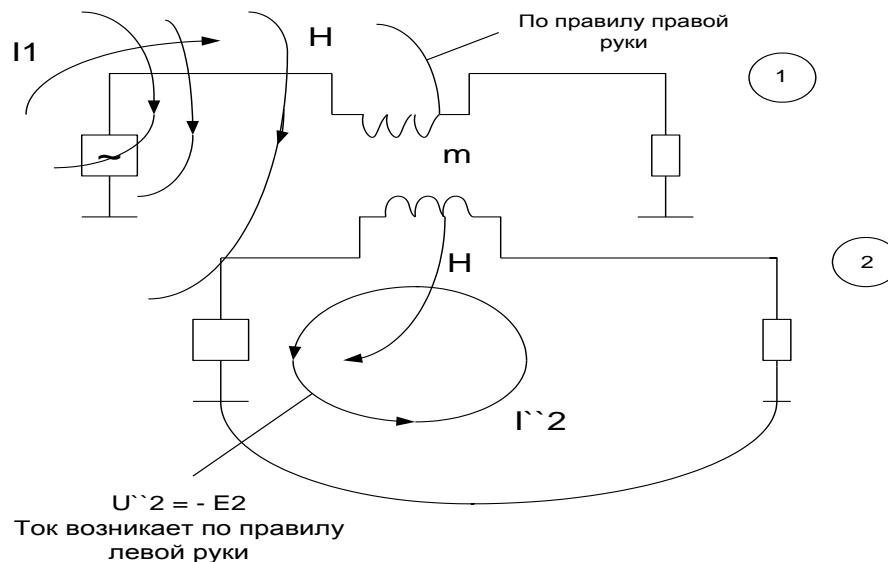 I1
H
По правилу правой
руки
1
~
m
2
H
I``2
U``2 = - E2
Ток возникает по правилу
левой руки